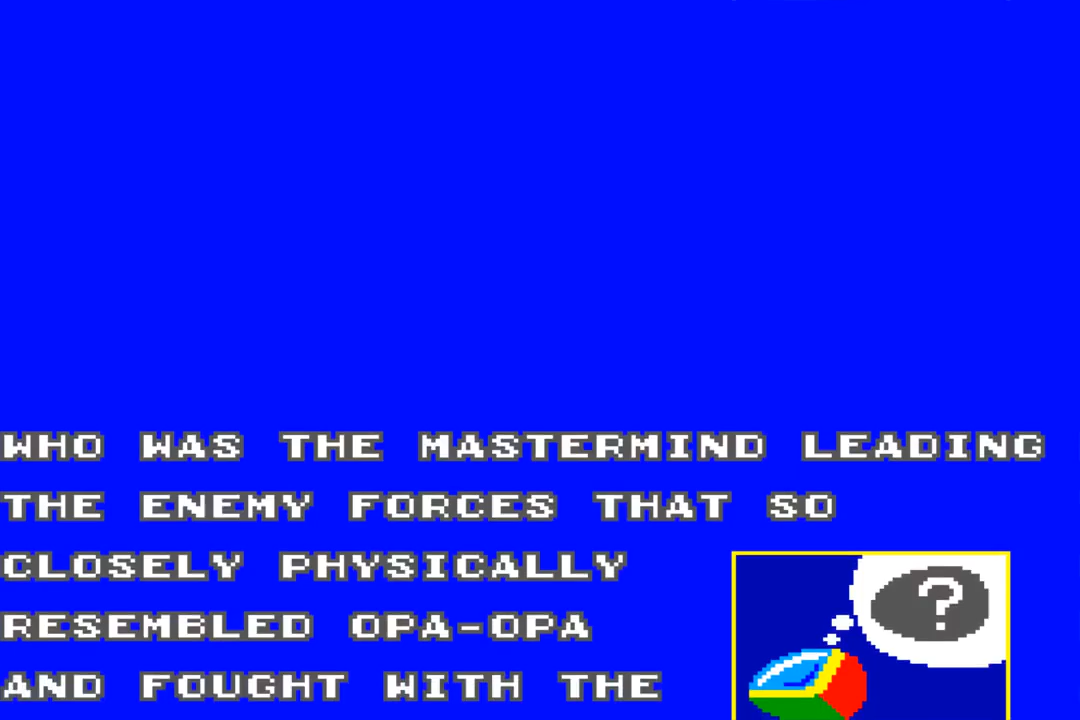 WHO WAS THE MASTERMIND LEADING
THE ENEMY FORCES THAT SO
CLOSELY PHYSICALLY
RESEMBLED OPA-OPA
AND FOUGHT WITH THE
?